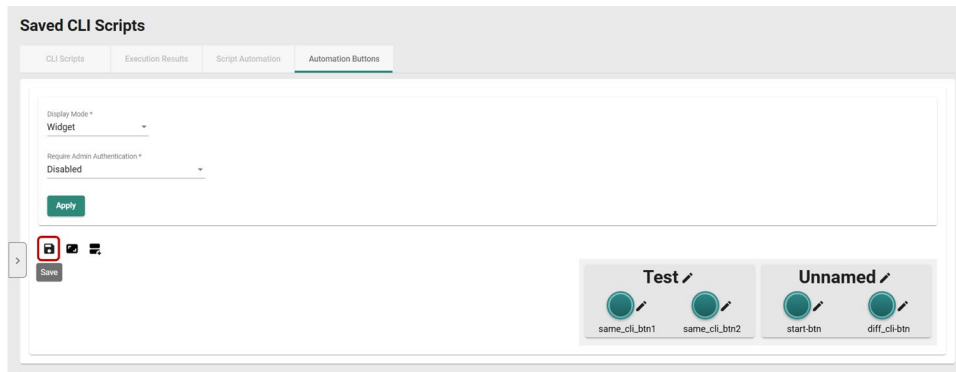 Saved CLI Scripts
CLI Scripts Execution Results Script Automation Automation Buttons
Display Mode *
Widget
Require Admin Authentication *
Disabled
Apply
Save
Test Unnamed
same_cli_btn1 same_cli_btn2 start-btn diff_cli-btn